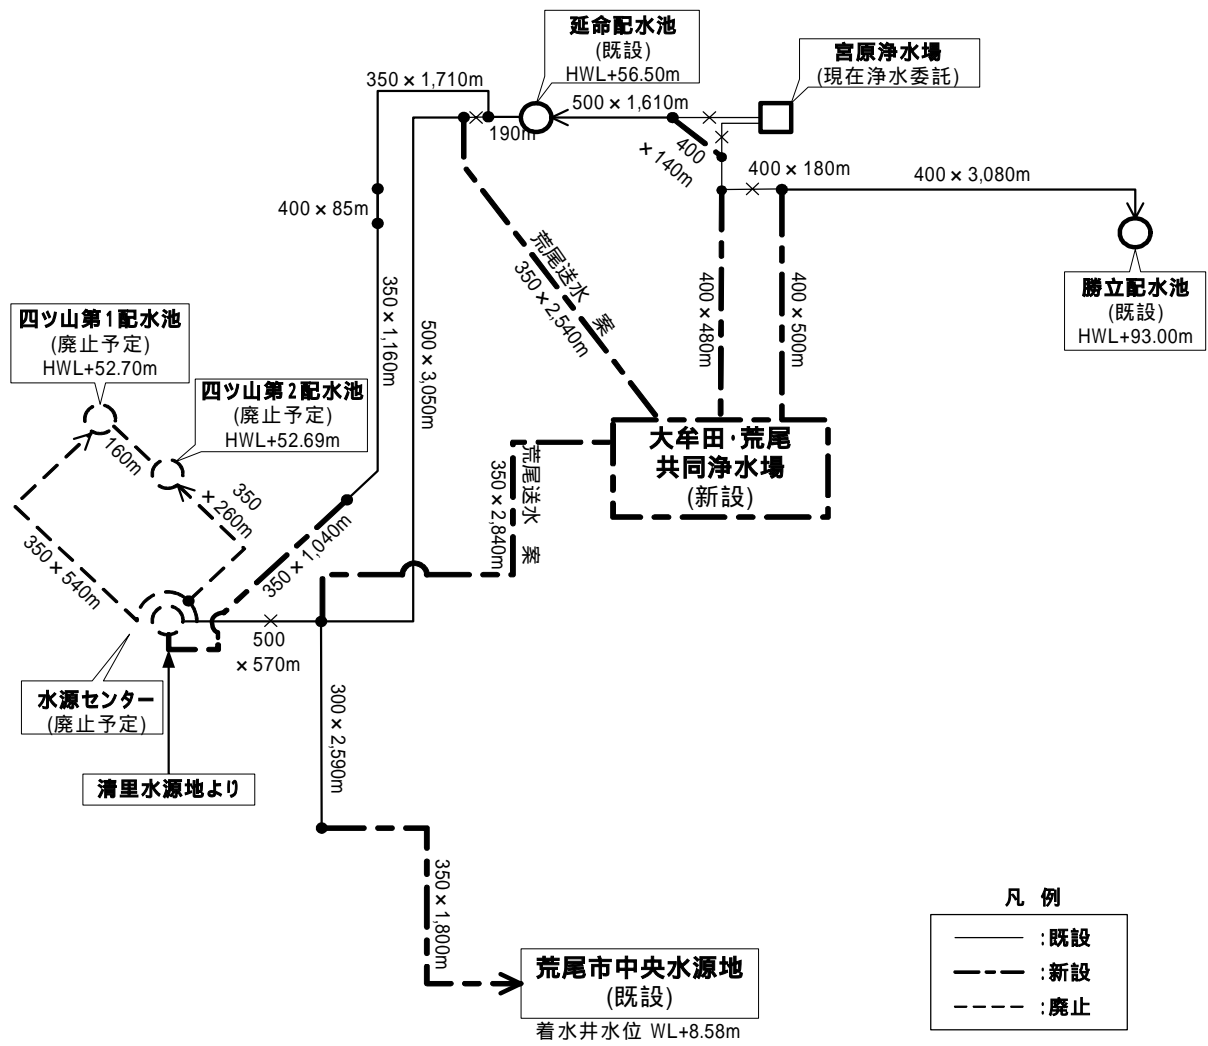 延命配水池
(既設)
HWL+56.50m
宮原浄水場
(現在浄水委託)
350×1,710m
500×1,610m
190m
400
×140m
400×180m
400×3,080m
400×85m
荒尾送水　案
350×2,540m
400×480m
400×500m
勝立配水池
(既設)
HWL+93.00m
350×1,160m
500×3,050m
四ツ山第1配水池
(廃止予定)
HWL+52.70m
四ツ山第2配水池
(廃止予定)
HWL+52.69m
160m
350
×260m
大牟田・荒尾
共同浄水場
(新設)
荒尾送水　案
350×2,840m
350×1,040m
350×540m
500
×570m
水源センター
(廃止予定)
300×2,590m
清里水源地より
350×1,800m
荒尾市中央水源地
(既設)
着水井水位 WL+8.58m
凡 例
:既設
:新設
:廃止